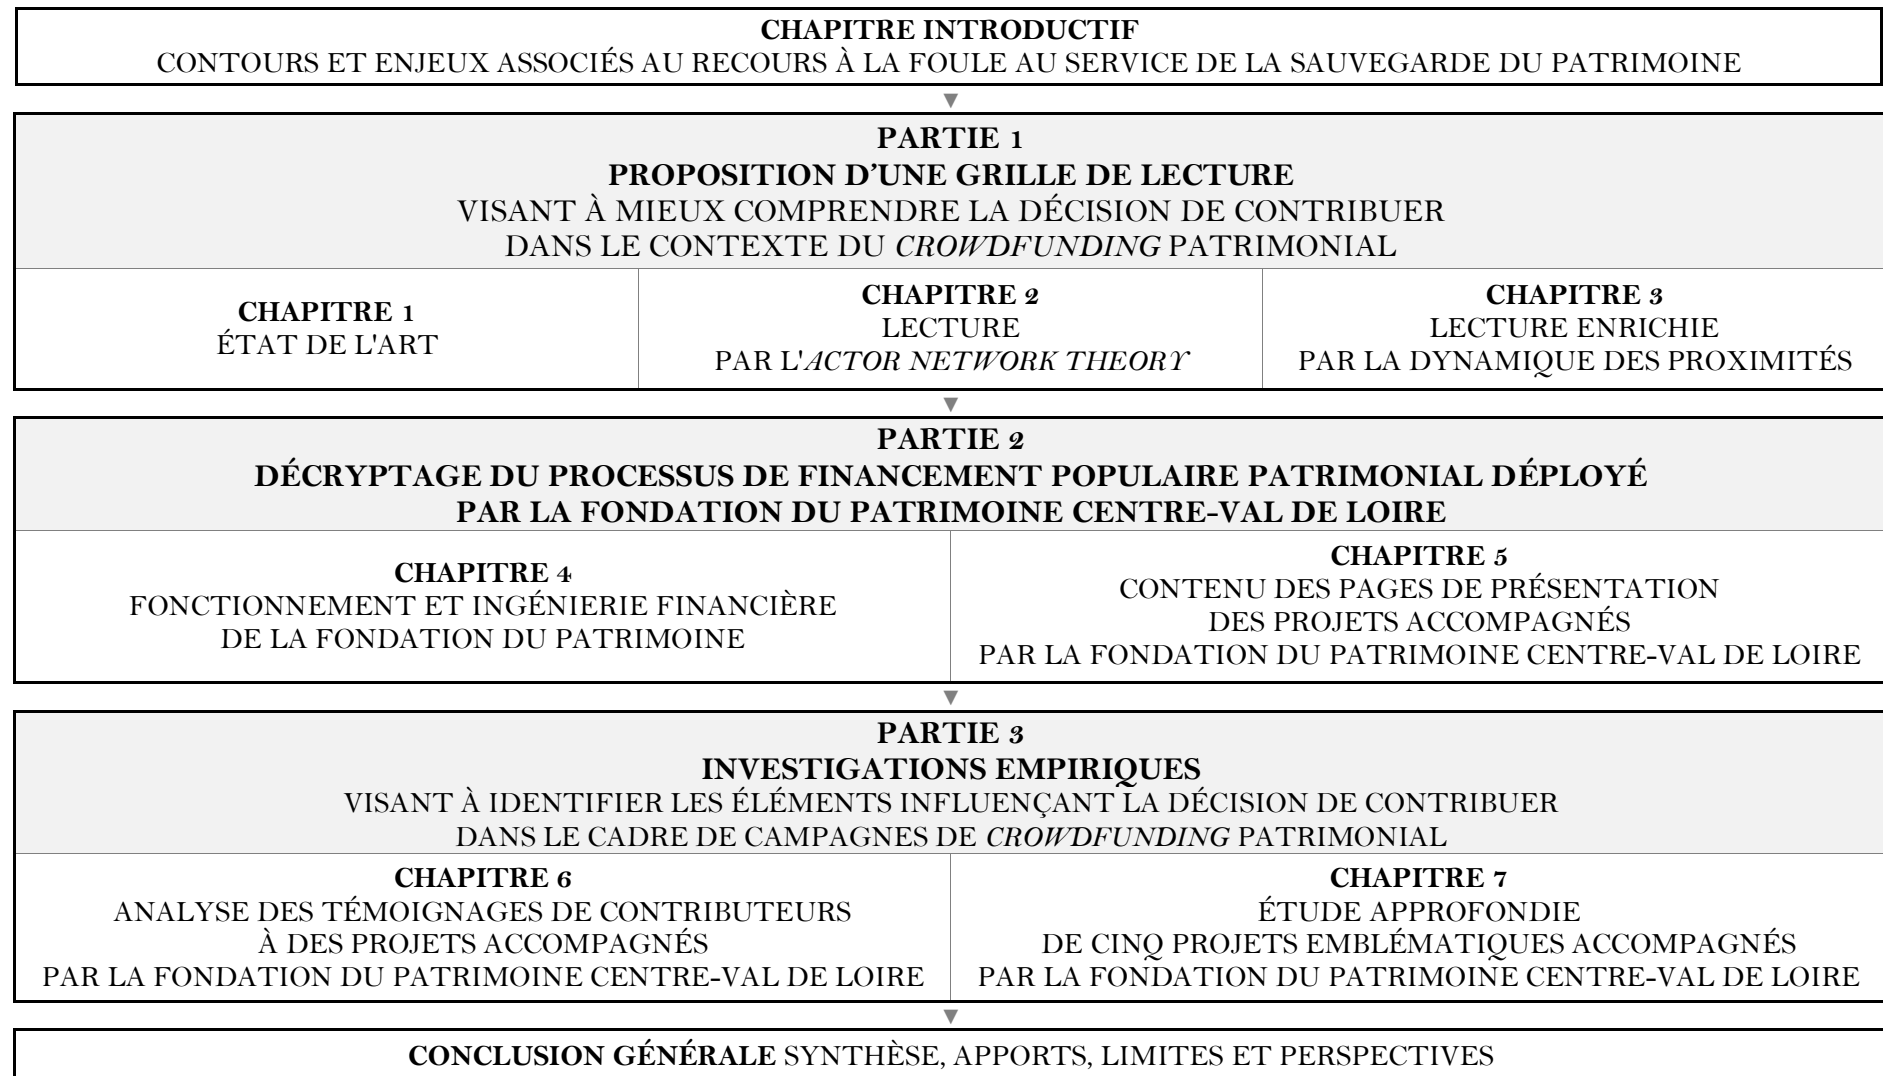 CHAPITRE INTRODUCTIF
CONTOURS ET ENJEUX ASSOCIÉS AU RECOURS À LA FOULE AU SERVICE DE LA SAUVEGARDE DU PATRIMOINE
PARTIE 1
PROPOSITION D’UNE GRILLE DE LECTURE
VISANT À MIEUX COMPRENDRE LA DÉCISION DE CONTRIBUER
DANS LE CONTEXTE DU CROWDFUNDING PATRIMONIAL
CHAPITRE 1
ÉTAT DE L'ART
CHAPITRE 2
LECTURE
PAR L'ACTOR NETWORK THEORY
CHAPITRE 3
LECTURE ENRICHIE
PAR LA DYNAMIQUE DES PROXIMITÉS
PARTIE 2
DÉCRYPTAGE DU PROCESSUS DE FINANCEMENT POPULAIRE PATRIMONIAL DÉPLOYÉ
PAR LA FONDATION DU PATRIMOINE CENTRE-VAL DE LOIRE
CHAPITRE 4
FONCTIONNEMENT ET INGÉNIERIE FINANCIÈRE
DE LA FONDATION DU PATRIMOINE
CHAPITRE 5
CONTENU DES PAGES DE PRÉSENTATION
DES PROJETS ACCOMPAGNÉS
PAR LA FONDATION DU PATRIMOINE CENTRE-VAL DE LOIRE
PARTIE 3
INVESTIGATIONS EMPIRIQUES
VISANT À IDENTIFIER LES ÉLÉMENTS INFLUENÇANT LA DÉCISION DE CONTRIBUER
DANS LE CADRE DE CAMPAGNES DE CROWDFUNDING PATRIMONIAL
CHAPITRE 6
ANALYSE DES TÉMOIGNAGES DE CONTRIBUTEURS
À DES PROJETS ACCOMPAGNÉS
PAR LA FONDATION DU PATRIMOINE CENTRE-VAL DE LOIRE
CHAPITRE 7
ÉTUDE APPROFONDIE
DE CINQ PROJETS EMBLÉMATIQUES ACCOMPAGNÉS
PAR LA FONDATION DU PATRIMOINE CENTRE-VAL DE LOIRE
CONCLUSION GÉNÉRALE SYNTHÈSE, APPORTS, LIMITES ET PERSPECTIVES